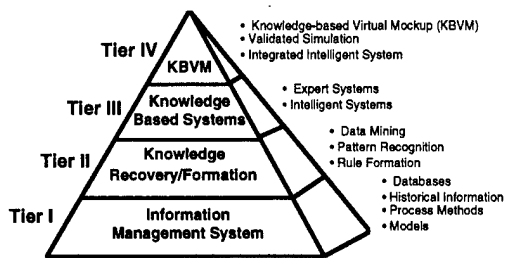 Tier IV
KBVM
• Knowledge-based Virtual Mockup (KBVM)
• Validated Simulation
• Integrated Intelligent System
Tier III
Knowledge
Based Systems
• Expert Systems
• Intelligent Systems
Tier II
Knowledge
Recovery/Formation
• Data Mining
• Pattern Recognition
• Rule Formation
Tier I
Information
Management System
• Databases
• Historical Information
• Process Methods
• Models